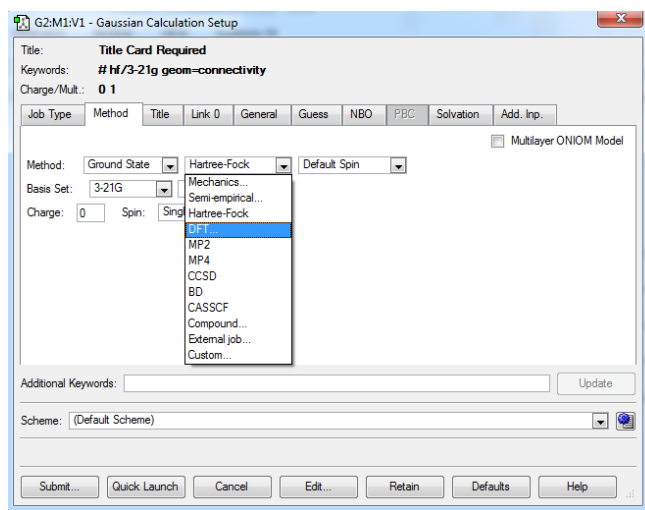 G2:M1:V1 - Gaussian Calculation Setup
Title: Title Card Required
Keywords: # hf/3-21g geom=connectivity
Charge/Mult.: 0 1
Job Type Method Title Link 0 General Guess NBO PBC Solvation Add. Inp.
Multilayer ONIOM Model
Method: Ground State Hartree-Fock Default Spin
Basis Set: 3-21G
Mechanics...
Semi-empirical...
Charge: 0 Spin: Singl
Hartree-Fock
DFT...
MP2
MP4
CCSD
BD
CASSCF
Compound...
External job...
Custom...
Additional Keywords: Update
Scheme: (Default Scheme)
Submit... Quick Launch Cancel Edit... Retain Defaults Help